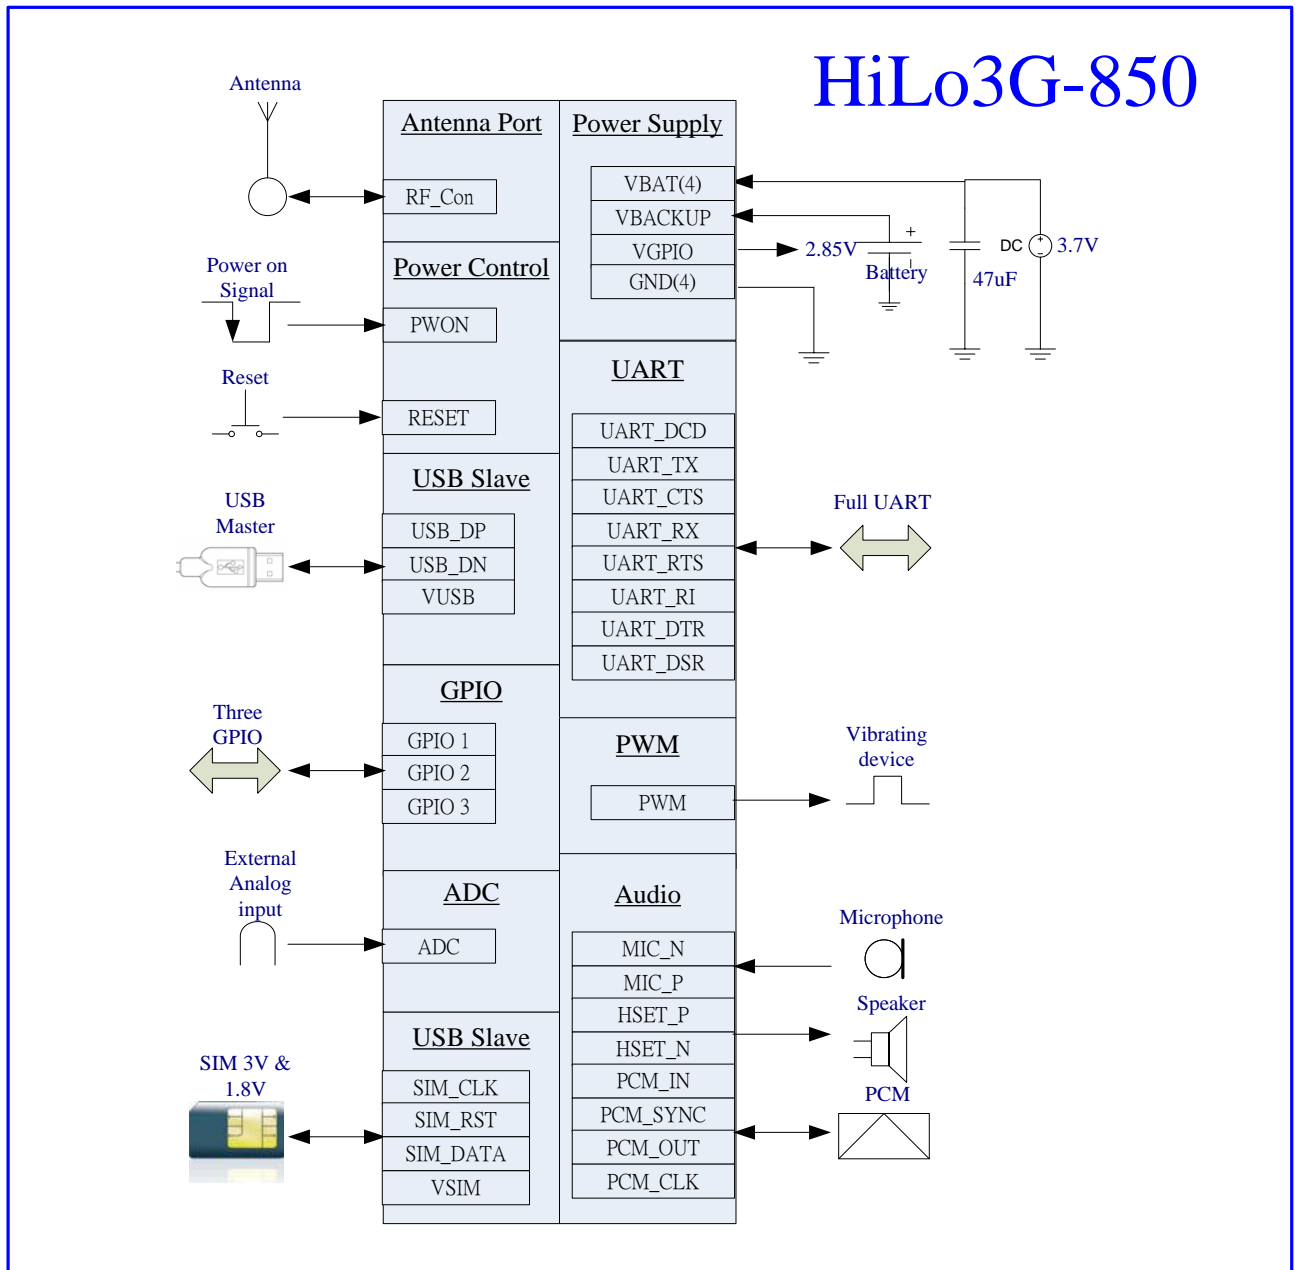 HiLo3G-850
Antenna
Antenna Port
RF_Con
Power on
Signal
Power Control
PWON
Reset
RESET
USB
Master
USB Slave
USB_DP
USB_DN
VUSB
Three
GPIO
GPIO
GPIO 1
GPIO 2
GPIO 3
External
Analog
input
ADC
ADC
SIM 3V &
1.8V
USB Slave
SIM_CLK
SIM_RST
SIM_DATA
VSIM
Power Supply
VBAT(4)
VBACKUP
VGPIO
GND(4)
2.85V
+
-
Battery
47uF
DC
+
-
3.7V
UART
UART_DCD
UART_TX
UART_CTS
UART_RX
UART_RTS
UART_RI
UART_DTR
UART_DSR
Full UART
PWM
PWM
Vibrating
device
Audio
MIC_N
MIC_P
HSET_P
HSET_N
PCM_IN
PCM_SYNC
PCM_OUT
PCM_CLK
Microphone
Speaker
PCM